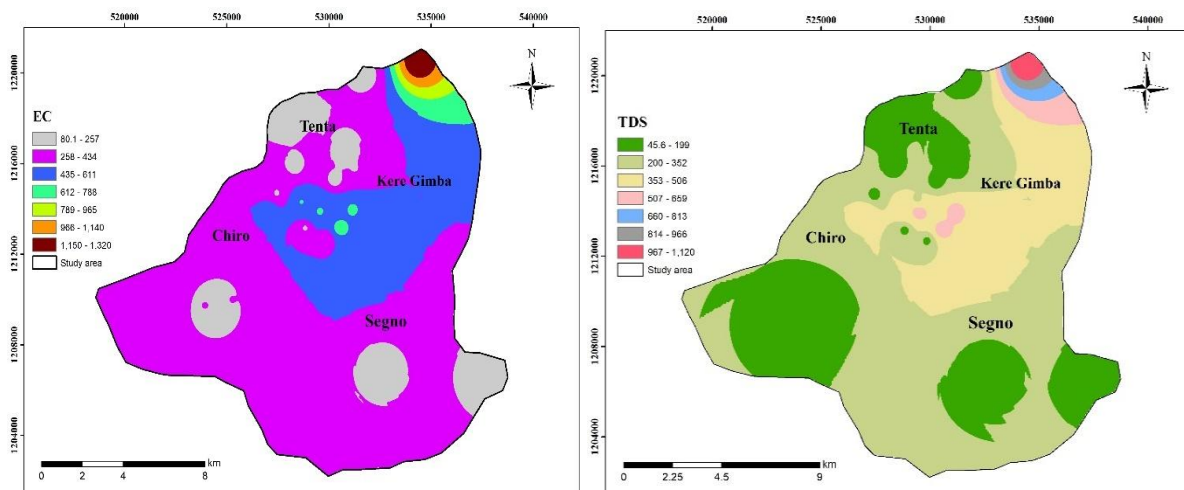 520000 525000 530000 535000 540000
N
EC
80.1 - 257
258 - 434
435 - 611
612 - 788
789 - 965
966 - 1,140
1,150 - 1,320
Study area
Tenta
Kere Gimba
Chiro
Segno
1220000
1216000
1212000
1208000
1204000
km
0 2 4 8
520000 525000 530000 535000 540000
N
TDS
45.6 - 199
200 - 352
353 - 506
507 - 659
660 - 813
814 - 966
967 - 1,120
Study area
Tenta
Kere Gimba
Chiro
Segno
1220000
1216000
1212000
1208000
1204000
km
0 2.25 4.5 9